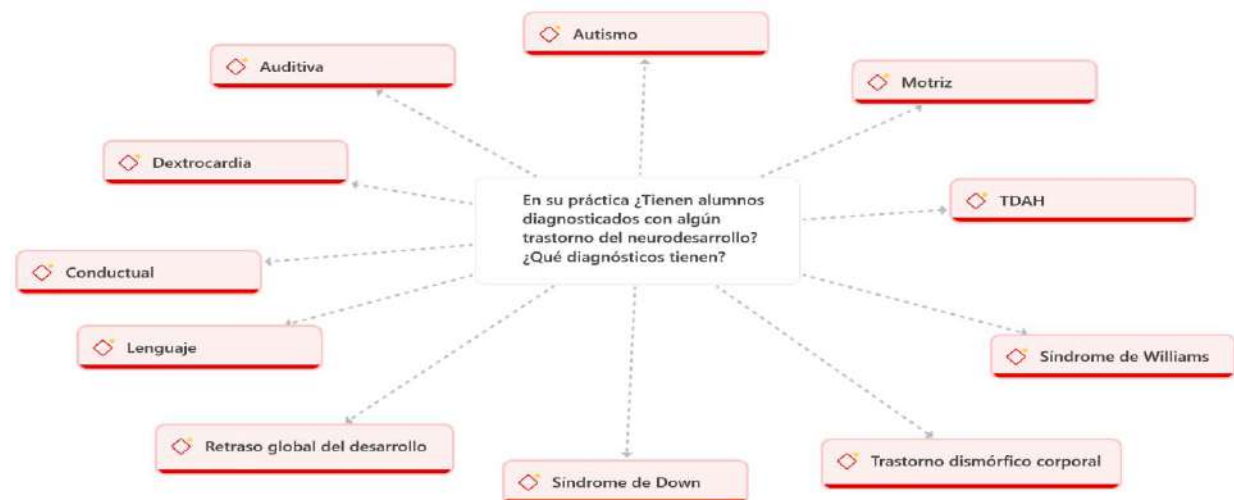 Autismo
Auditiva
Motriz
Dextrocardia
En su práctica ¿Tienen alumnos
diagnosticados con algún
trastorno del neurodesarrollo?
¿Qué diagnósticos tienen?
TDAH
Conductual
Lenguaje
Síndrome de Williams
Retraso global del desarrollo
Trastorno dismórfico corporal
Síndrome de Down